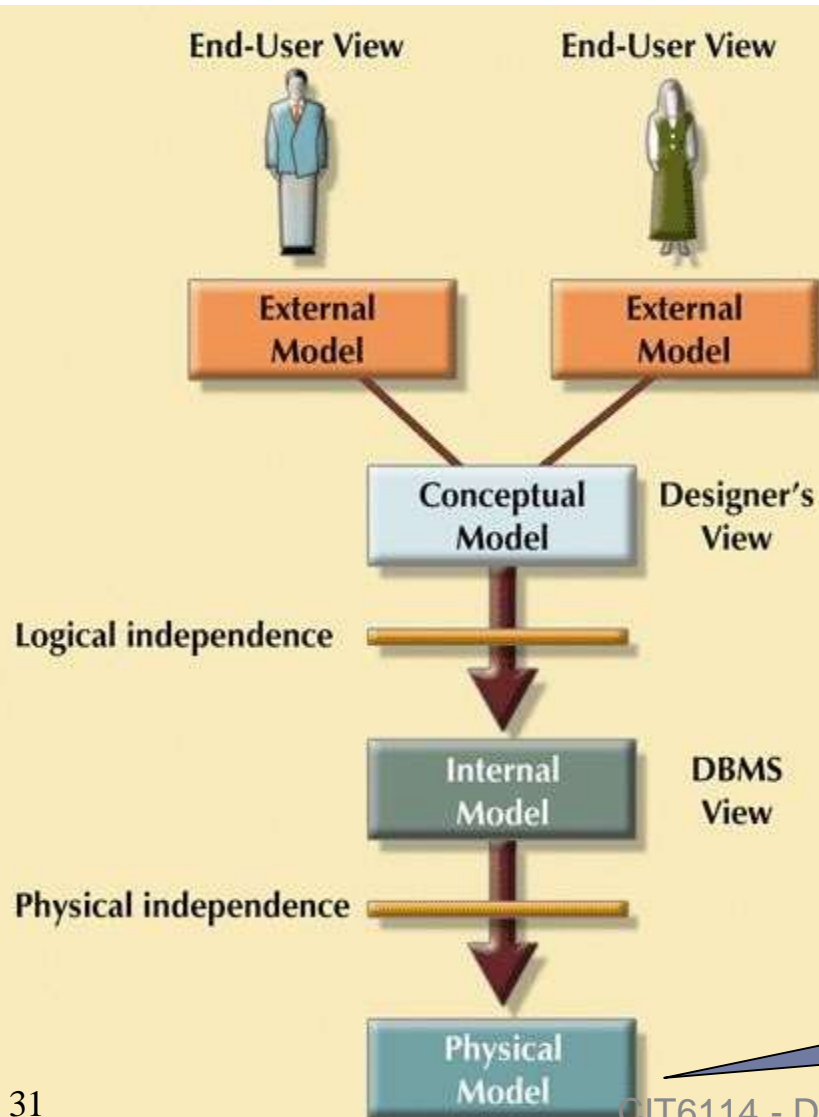 End-User View End-User View
External
Model
External
Model
Conceptual
Model
Designer's
View
Logical independence
Internal
Model
DBMS
View
Physical independence
Physical
Model
31
CIT6114 - D